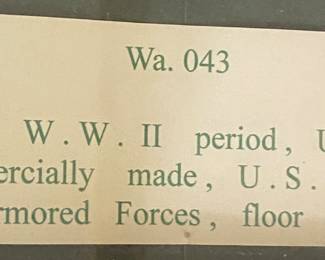 Wa. 043
W.W. II period, U
ercially made, U.S.
rmored Forces, floor